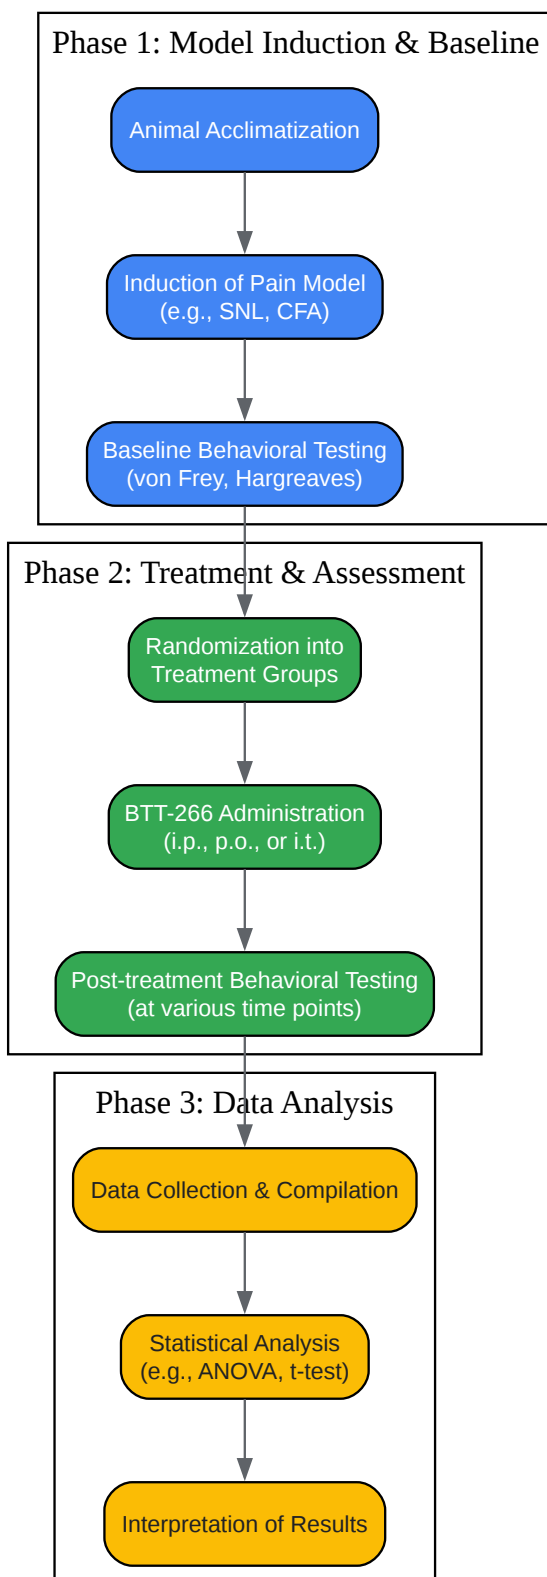 Phase 1: Model Induction & Baseline
Animal Acclimatization
Induction of Pain Model
(e.g., SNL, CFA)
Baseline Behavioral Testing
(von Frey, Hargreaves)
Phase 2: Treatment & Assessment
Randomization into
Treatment Groups
BTT-266 Administration
(i.p., p.o., or i.t.)
Post-treatment Behavioral Testing
(at various time points)
Phase 3: Data Analysis
Data Collection & Compilation
Statistical Analysis
(e.g., ANOVA, t-test)
Interpretation of Results